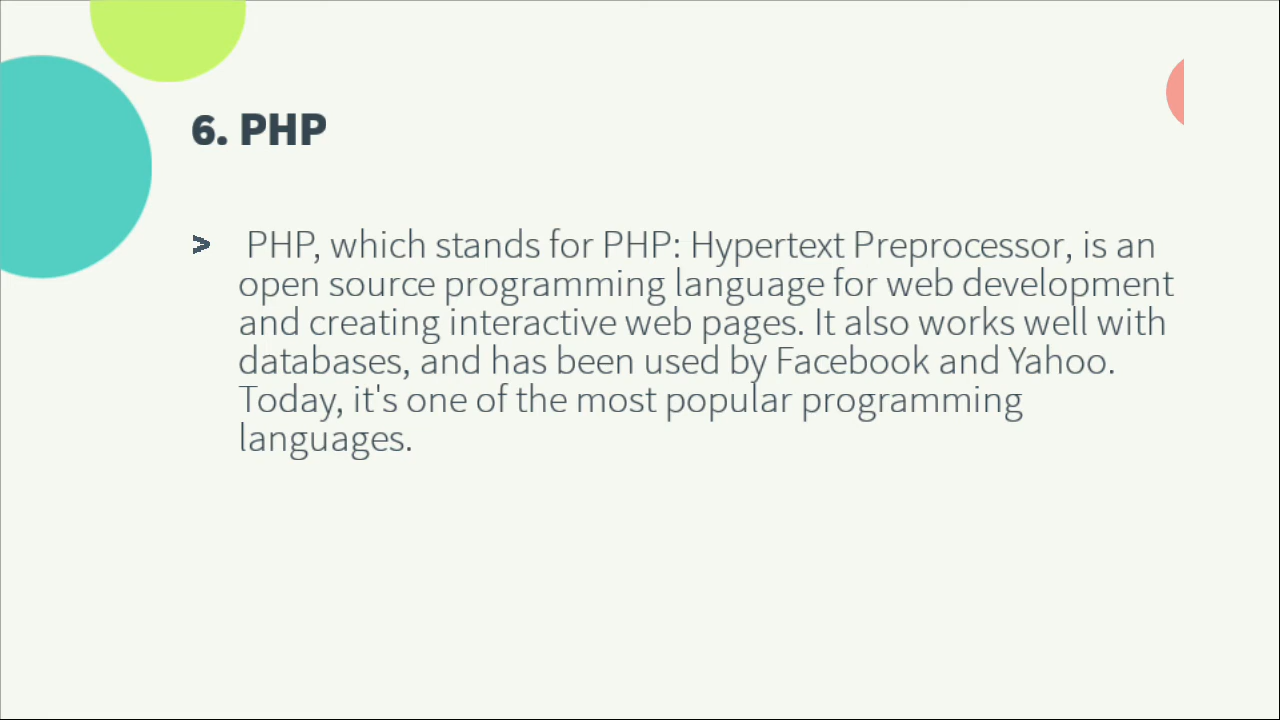 6. PHP
> PHP, which stands for PHP: Hypertext Preprocessor, is an
open source programming language for web development
and creating interactive web pages. It also works well with
databases, and has been used by Facebook and Yahoo.
Today, it's one of the most popular programming
languages.